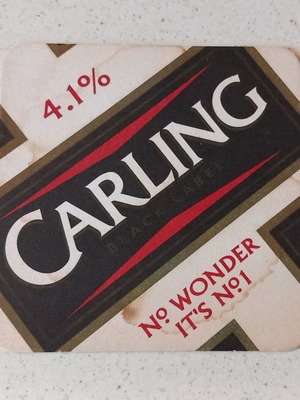 4.1%
CARLING
BLACK LABEL
Nº WONDER
IT'S Nº1